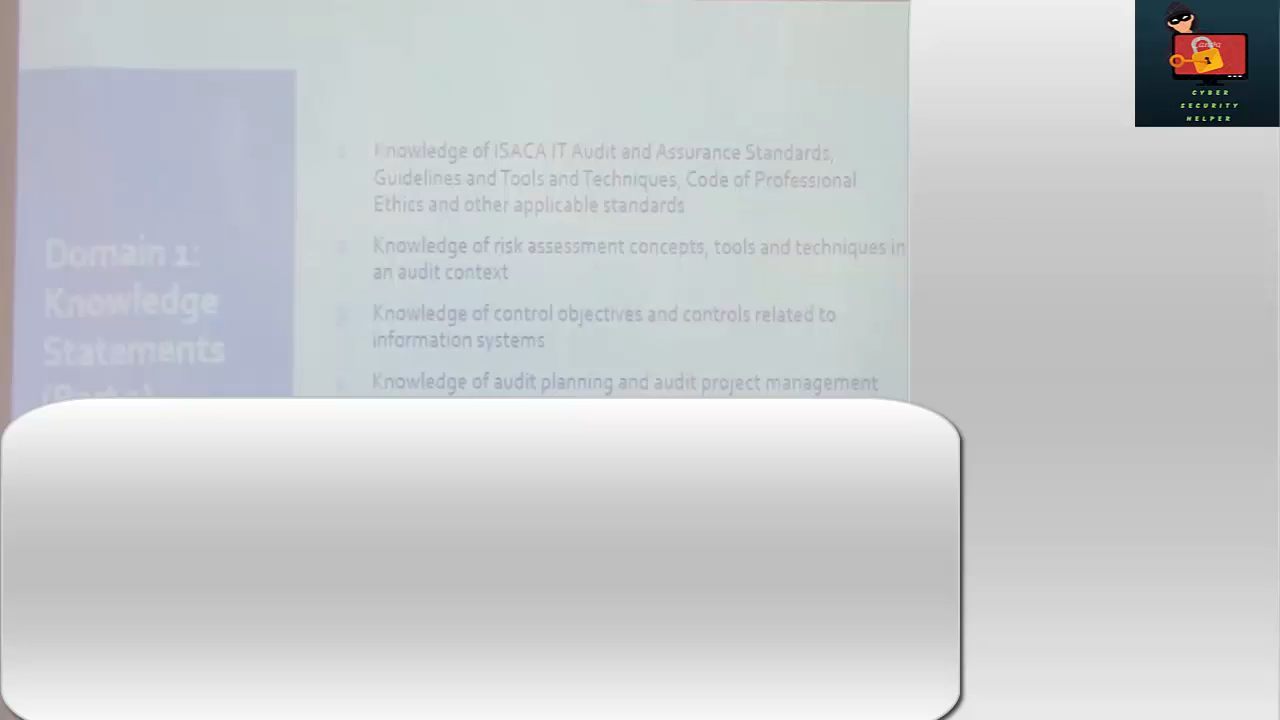 Domain 1:
Knowledge
Statements
Knowledge of ISACA IT Audit and Assurance Standards,
Guidelines and Tools and Techniques, Code of Professional
Ethics and other applicable standards
Knowledge of risk assessment concepts, tools and techniques in
an audit context
Knowledge of control objectives and controls related to
information systems
Knowledge of audit planning and audit project management
CYBER
SECURITY
HELPER